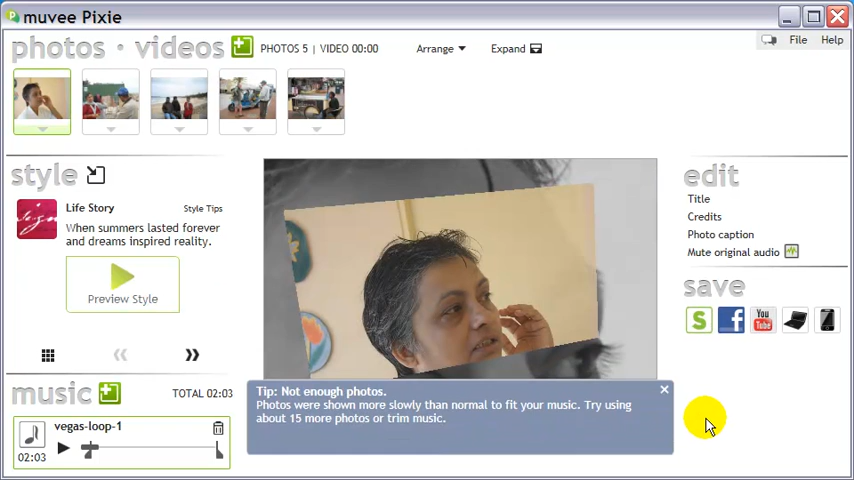 muvee Pixie
photos · videos
PHOTOS 5 | VIDEO 00:00
Arrange
Expand
File
Help
style
Life Story
Style Tips
When summers lasted forever
and dreams inspired reality.
Preview Style
edit
Title
Credits
Photo caption
Mute original audio
save
S
f
You
Tube
music
TOTAL 02:03
vegas-loop-1
02:03
Tip: Not enough photos.
Photos were shown more slowly than normal to fit your music. Try using
about 15 more photos or trim music.